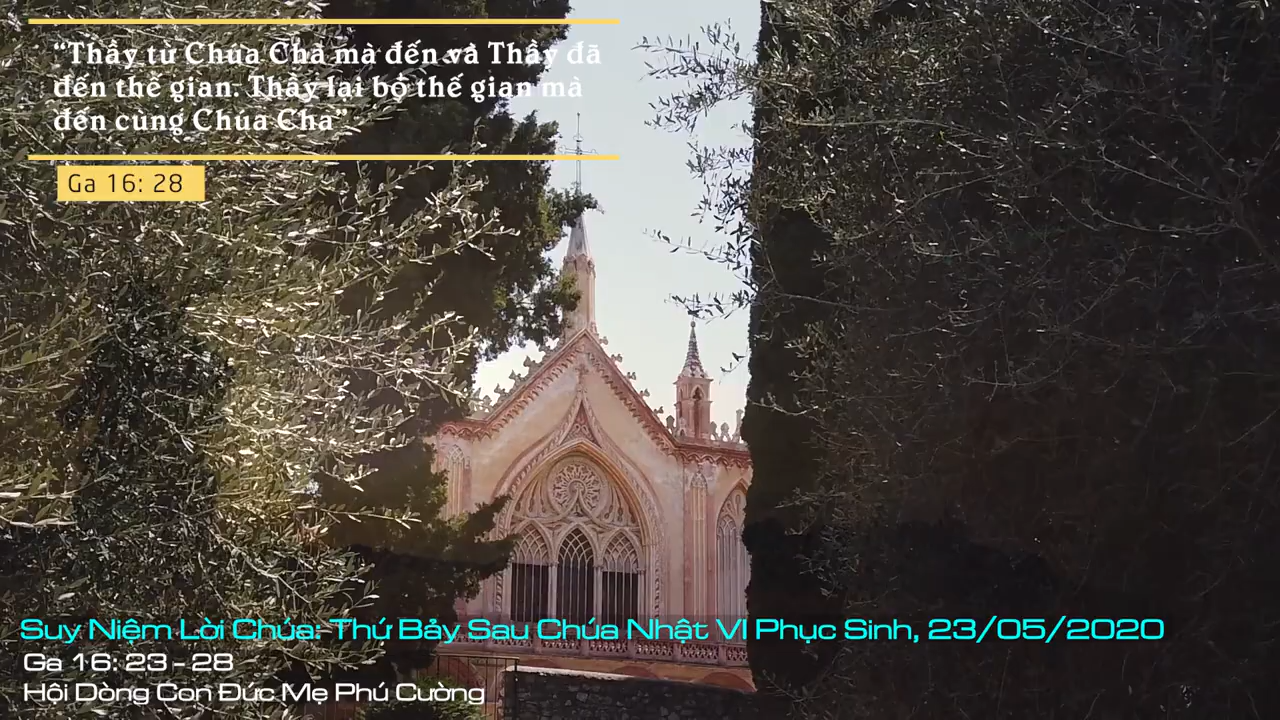 “Thầy từ Chúa Cha mà đến và Thầy đã
đến thế gian. Thầy lại bỏ thế gian mà
đến cùng Chúa Cha”.
Ga 16: 28
Suy Niệm Lời Chúa: Thứ Bảy Sau Chúa Nhật VI Phục Sinh, 23/05/2020
Ga 16: 23 - 28
Hội Dòng Con Đức Mẹ Phú Cường